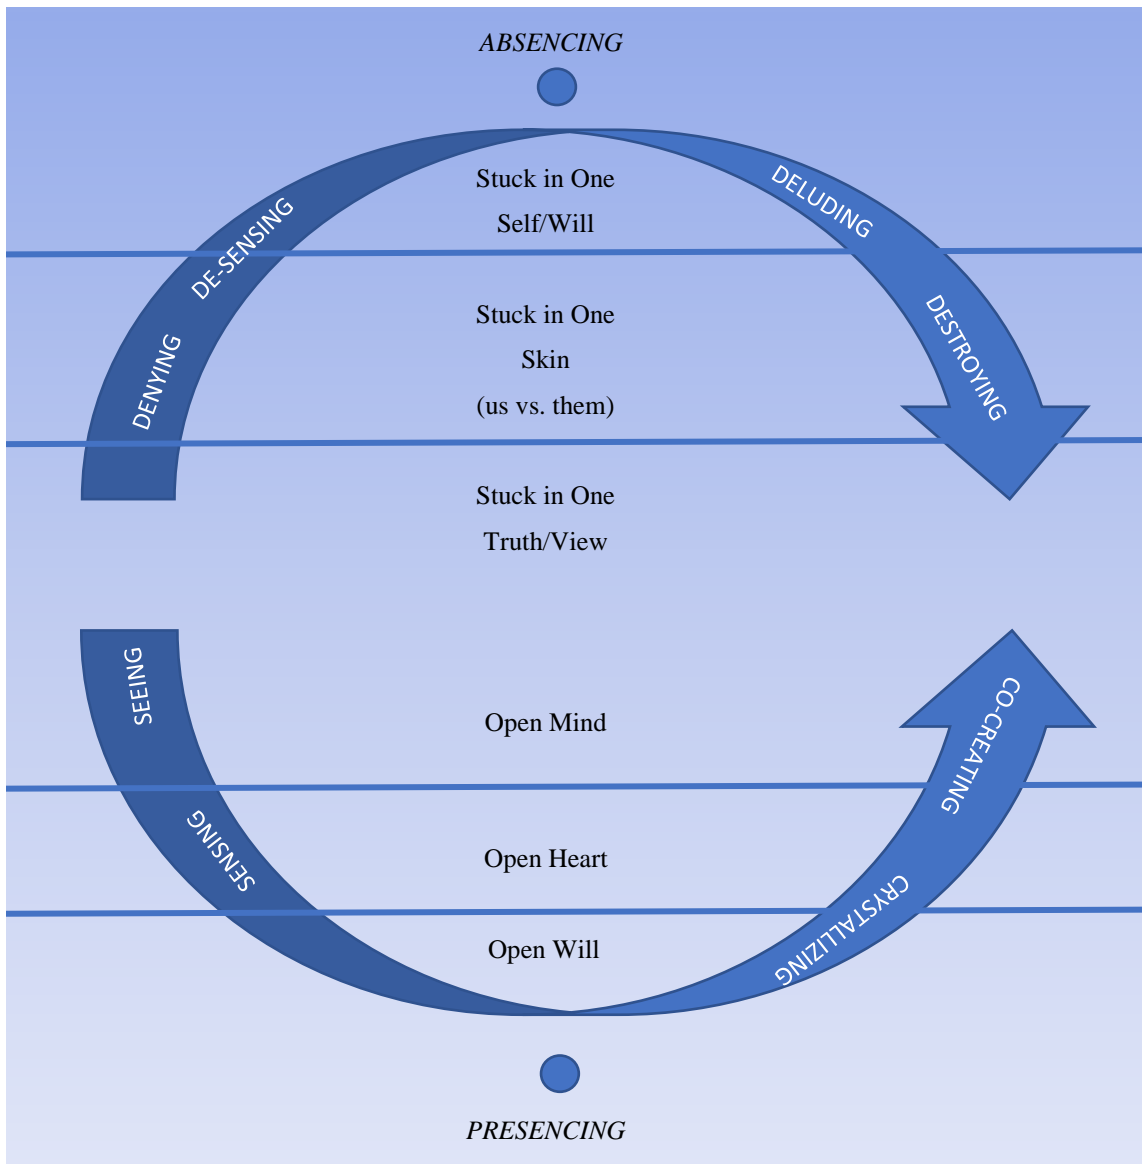 ABSENCING
Stuck in One
Self/Will
DE-SENSING
DELUDING
Stuck in One
Skin
(us vs. them)
DENYING
DESTROYING
Stuck in One
Truth/View
SEEING
Open Mind
CO-CREATING
SENSING
Open Heart
CRYSTALLIZING
Open Will
PRESENCING